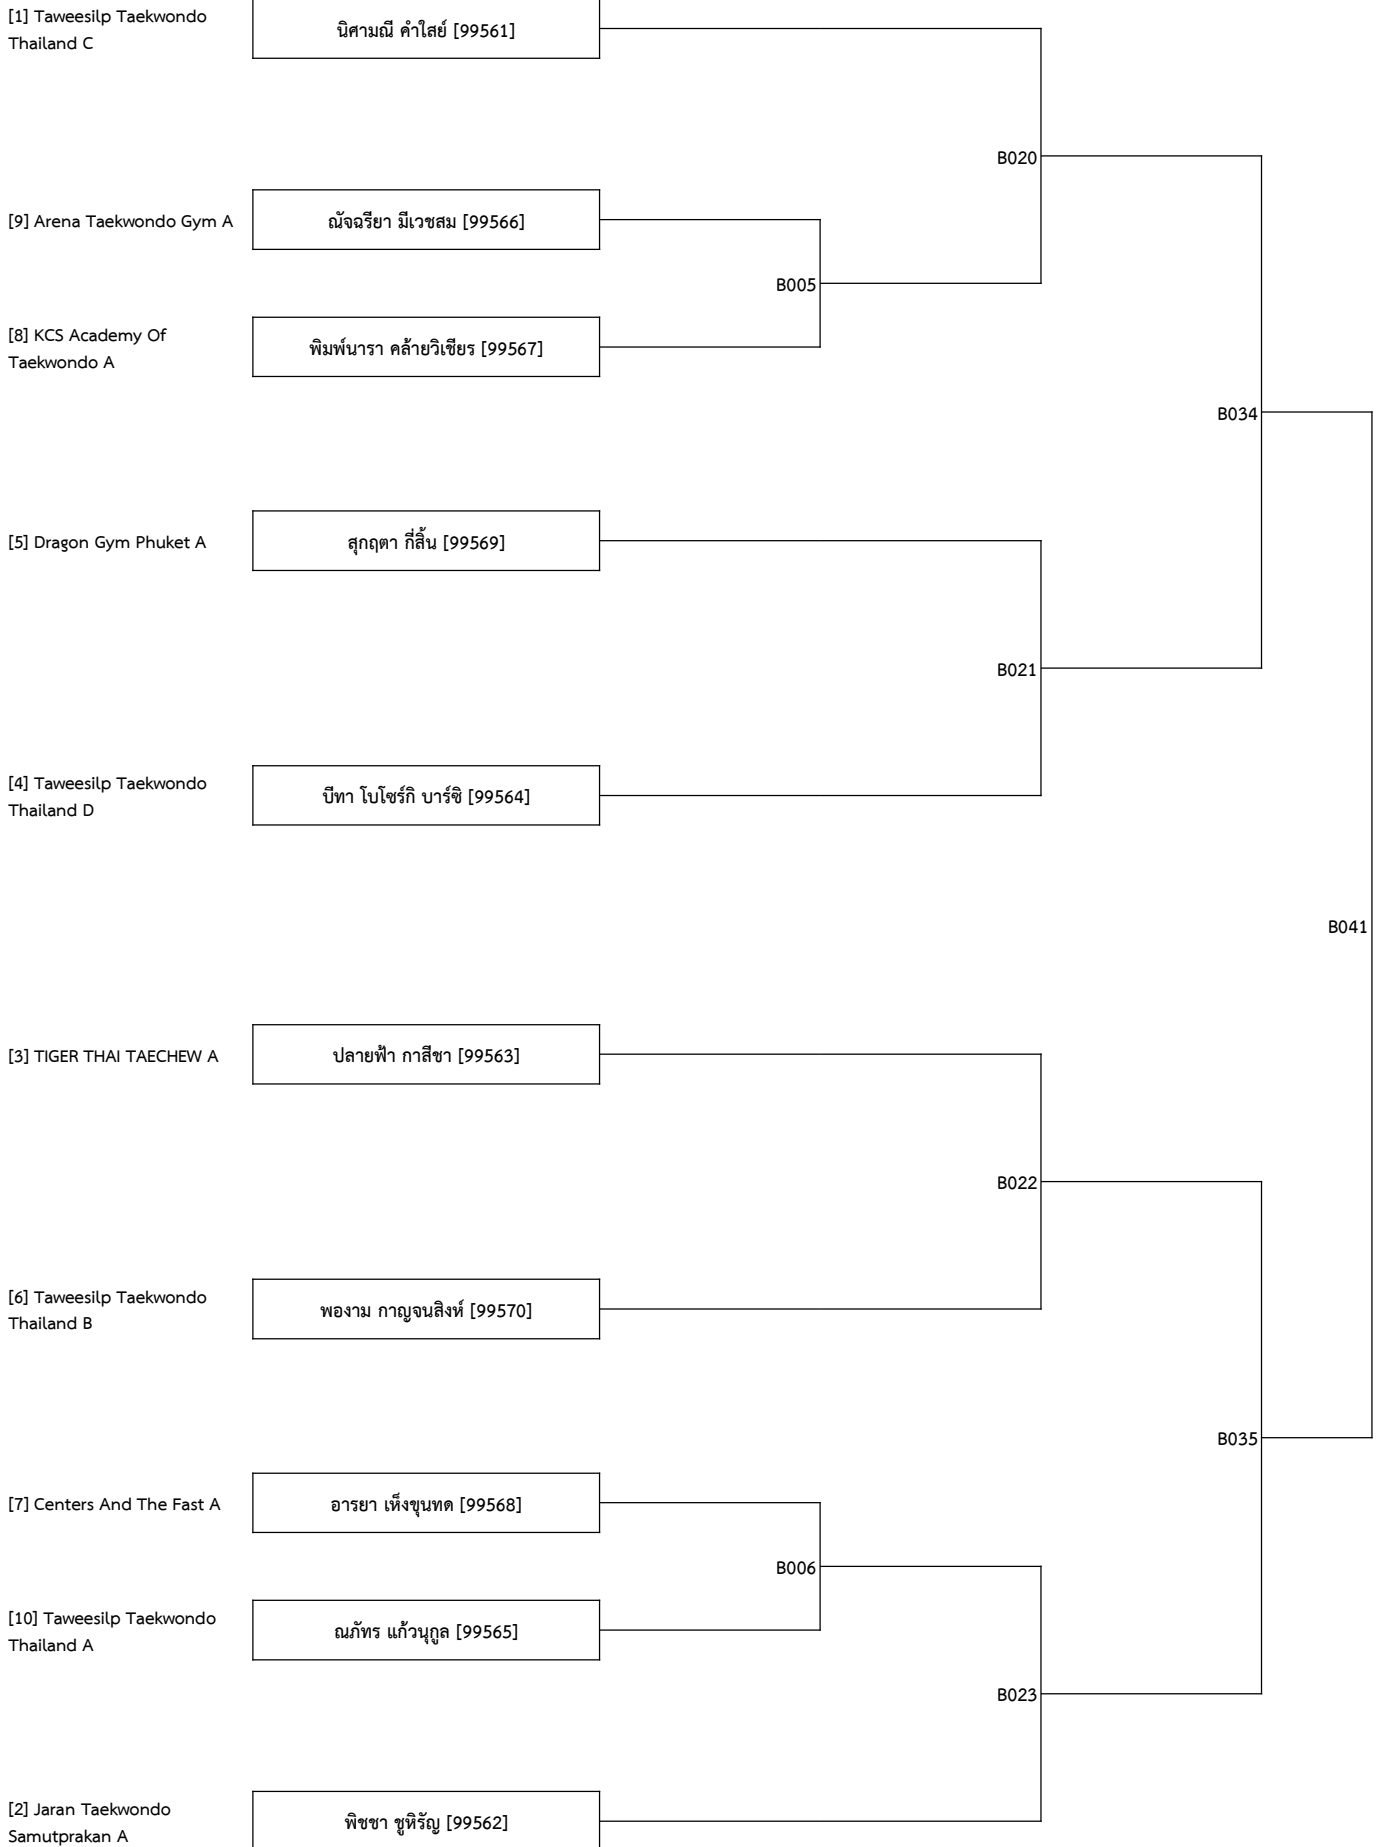 [1] Taweesilp Taekwondo
Thailand C
นิศามณี คำใสย์ [99561]
B020
[9] Arena Taekwondo Gym A
ณัจฉรียา มีเวชสม [99566]
B005
[8] KCS Academy Of
Taekwondo A
พิมพ์นารา คล้ายวิเชียร [99567]
B034
[5] Dragon Gym Phuket A
สุกฤตา กี่สิ้น [99569]
B021
[4] Taweesilp Taekwondo
Thailand D
บีทา โบโซร์กิ บาร์ซิ [99564]
B041
[3] TIGER THAI TAECHEW A
ปลายฟ้า กาสีชา [99563]
B022
[6] Taweesilp Taekwondo
Thailand B
พองาม กาญจนสิงห์ [99570]
B035
[7] Centers And The Fast A
อารยา เห็งขุนทด [99568]
B006
[10] Taweesilp Taekwondo
Thailand A
ณภัทร แก้วนุกูล [99565]
B023
[2] Jaran Taekwondo
Samutprakan A
พิชชา ชูหิรัญ [99562]